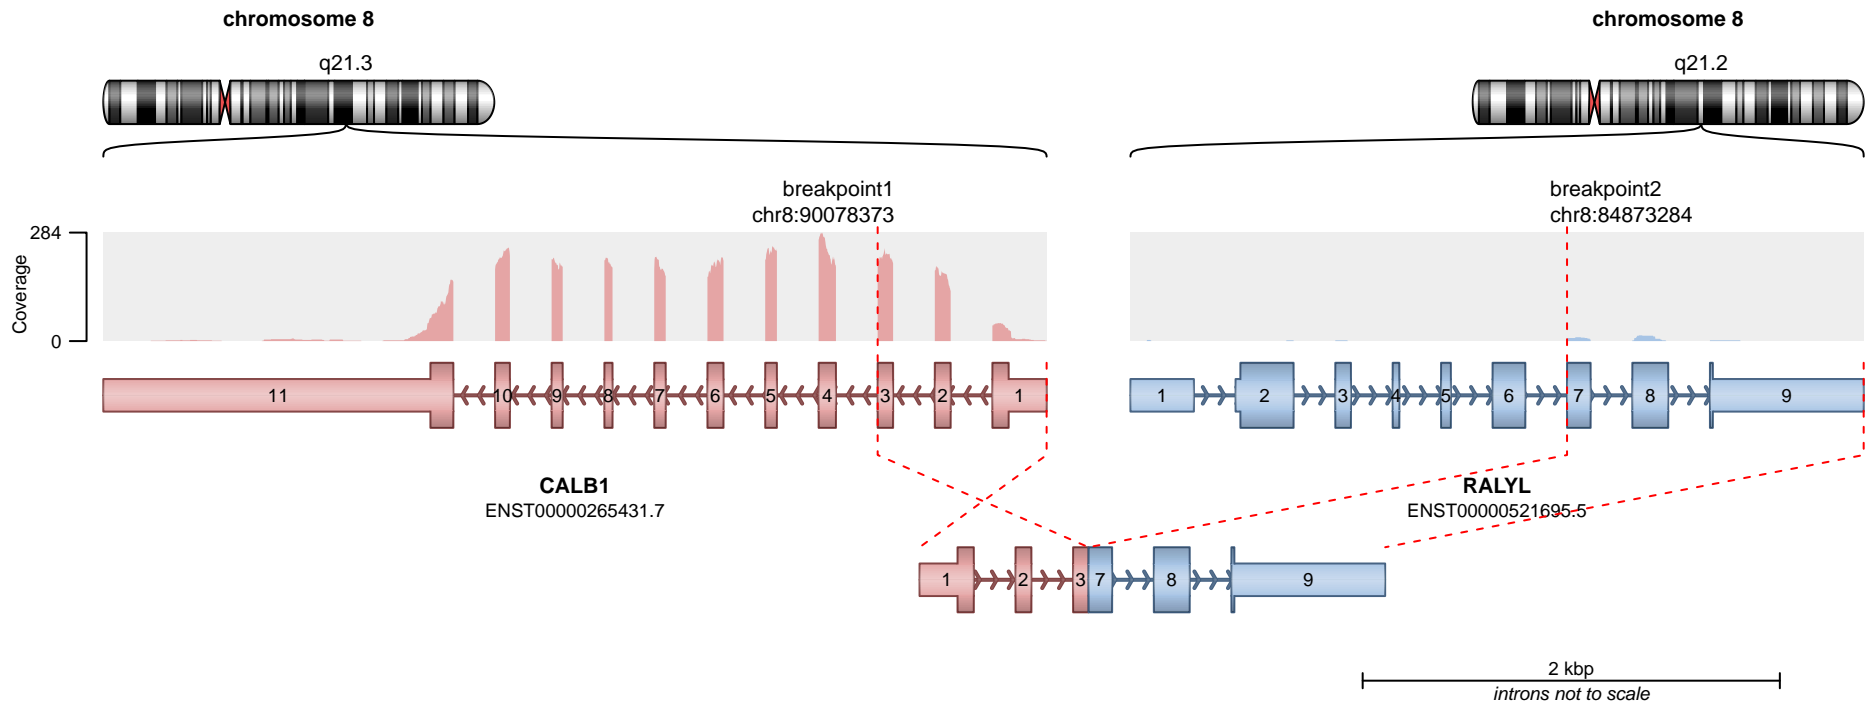 chromosome 8
chromosome 8
q21.3
q21.2
breakpoint1
chr8:90078373
breakpoint2
chr8:84873284
284
0
Coverage
11 10 9 8 7 6 5 4 3 2 1
1 2 3 4 5 6 7 8 9
CALB1
ENST00000265431.7
RALYL
ENST00000521695.5
1 2 3 7 8 9
2 kbp
introns not to scale